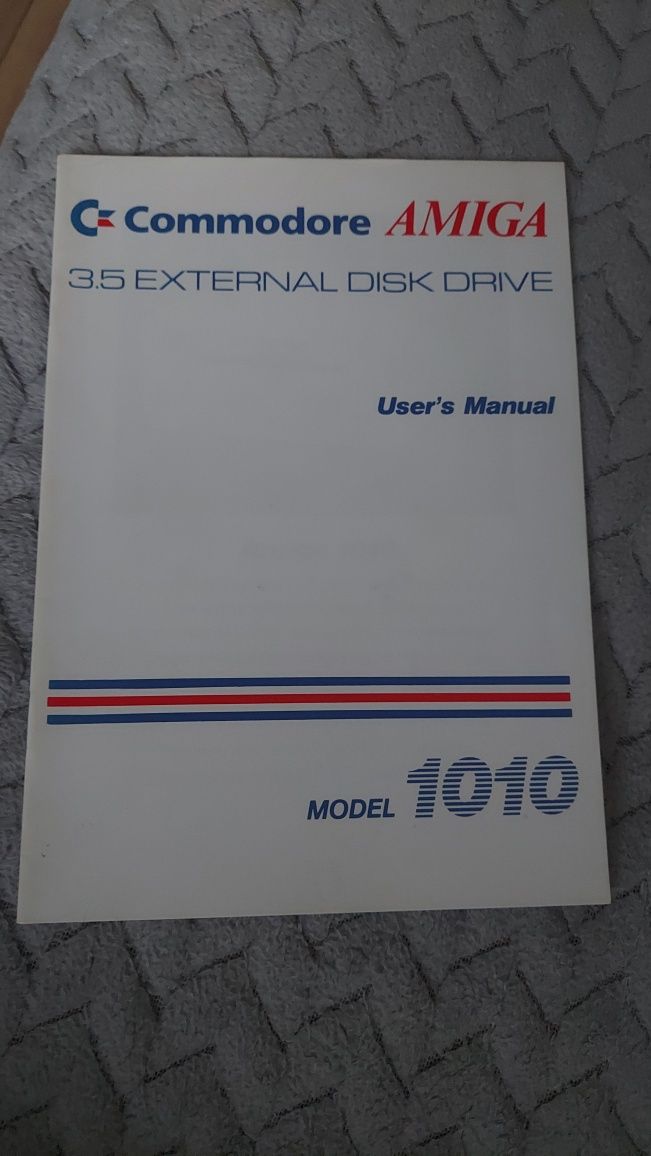 Commodore AMIGA
3.5 EXTERNAL DISK DRIVE
User's Manual
MODEL 1010